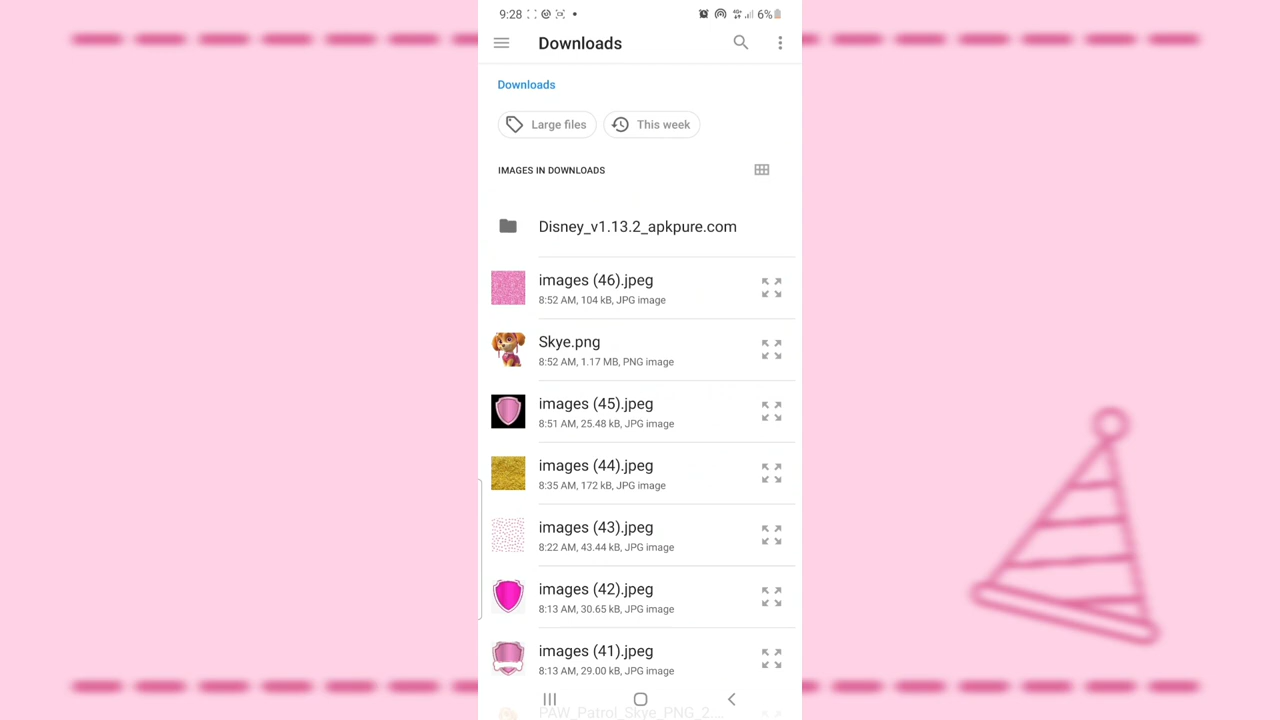 9:28 6%
Downloads
Downloads
Large files This week
IMAGES IN DOWNLOADS
Disney_v1.13.2_apkpure.com
images (46).jpeg
8:52 AM, 104 kB, JPG image
Skye.png
8:52 AM, 1.17 MB, PNG image
images (45).jpeg
8:51 AM, 25.48 kB, JPG image
images (44).jpeg
8:35 AM, 172 kB, JPG image
images (43).jpeg
8:22 AM, 43.44 kB, JPG image
images (42).jpeg
8:13 AM, 30.65 kB, JPG image
images (41).jpeg
8:13 AM, 29.00 kB, JPG image
PAW_Patrol_Skye_PNG_2...